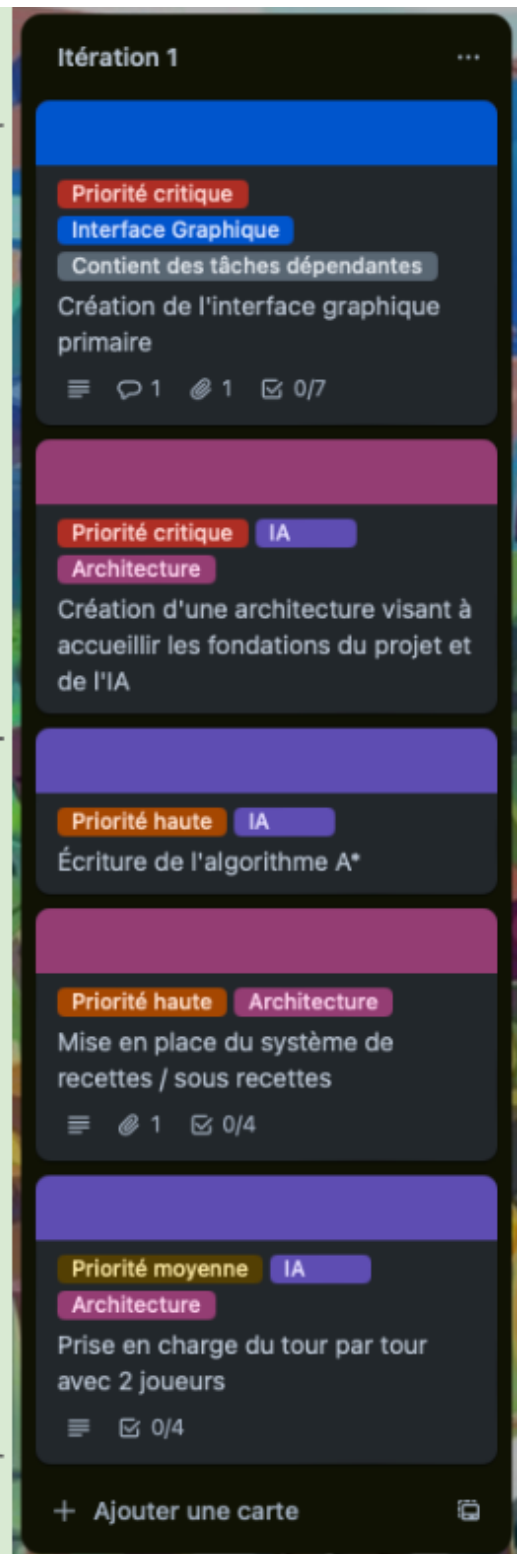 Itération 1
Priorité critique
Interface Graphique
Contient des tâches dépendantes
Création de l'interface graphique
primaire
1 1 0/7
Priorité critique IA
Architecture
Création d'une architecture visant à
accueillir les fondations du projet et
de l'IA
Priorité haute IA
Écriture de l'algorithme A*
Priorité haute Architecture
Mise en place du système de
recettes / sous recettes
1 0/4
Priorité moyenne IA
Architecture
Prise en charge du tour par tour
avec 2 joueurs
0/4
+ Ajouter une carte